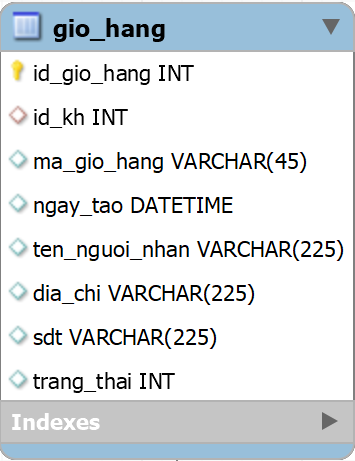 gio_hang
id_gio_hang INT
id_kh INT
ma_gio_hang VARCHAR(45)
ngay_tao DATETIME
ten_nguoi_nhan VARCHAR(225)
dia_chi VARCHAR(225)
sdt VARCHAR(225)
trang_thai INT
Indexes